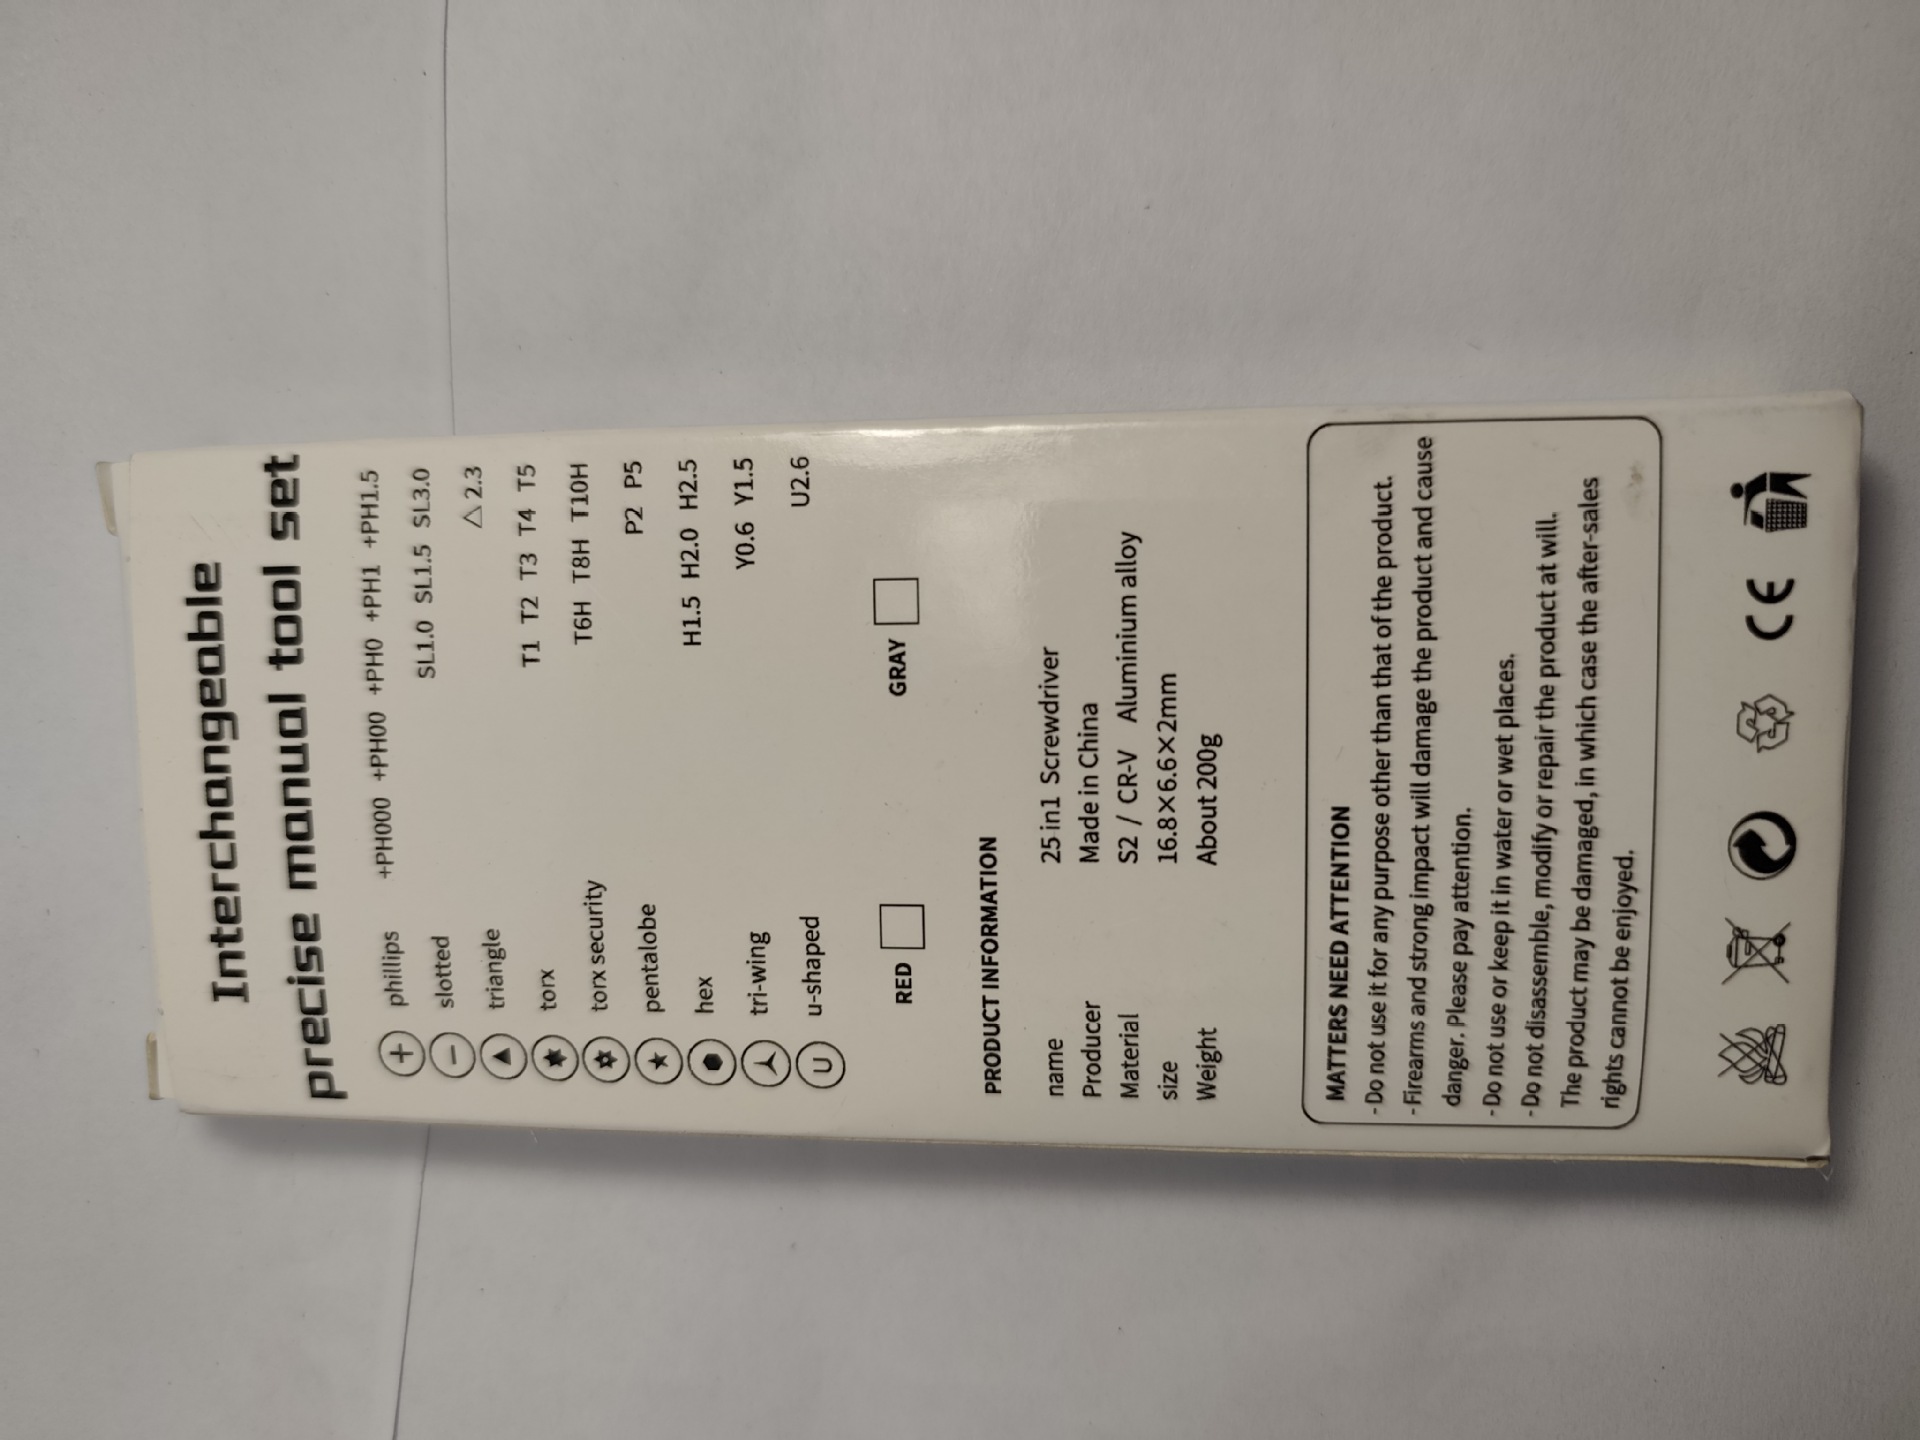 Interchangeable
precise manual tool set
phillips +PH000 +PH00 +PH0 +PH1 +PH1.5
slotted SL1.0 SL1.5 SL3.0
triangle △ 2.3
torx T1 T2 T3 T4 T5
torx security T6H T8H T10H
pentalobe P2 P5
hex H1.5 H2.0 H2.5
tri-wing Y0.6 Y1.5
U u-shaped U2.6
RED GRAY
PRODUCT INFORMATION
name 25 in1 Screwdriver
Producer Made in China
Material S2 / CR-V Aluminium alloy
size 16.8×6.6×2mm
Weight About 200g
MATTERS NEED ATTENTION
-Do not use it for any purpose other than that of the product.
-Firearms and strong impact will damage the product and cause
danger. Please pay attention.
-Do not use or keep it in water or wet places.
-Do not disassemble, modify or repair the product at will.
The product may be damaged, in which case the after-sales
rights cannot be enjoyed.
CE